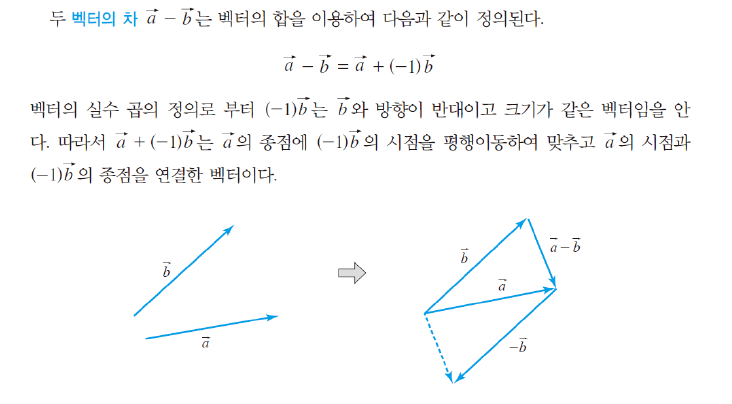 두 벡터의 차 a⃗ − b⃗는 벡터의 합을 이용하여 다음과 같이 정의된다.
a⃗ − b⃗ = a⃗ + (−1)b⃗
벡터의 실수 곱의 정의로 부터 (−1)b⃗는 b⃗와 방향이 반대이고 크기가 같은 벡터임을 안
다. 따라서 a⃗ + (−1)b⃗는 a⃗의 종점에 (−1)b⃗의 시점을 평행이동하여 맞추고 a⃗의 시점과
(−1)b⃗의 종점을 연결한 벡터이다.
b⃗
a⃗
b⃗
a⃗ − b⃗
a⃗
−b⃗